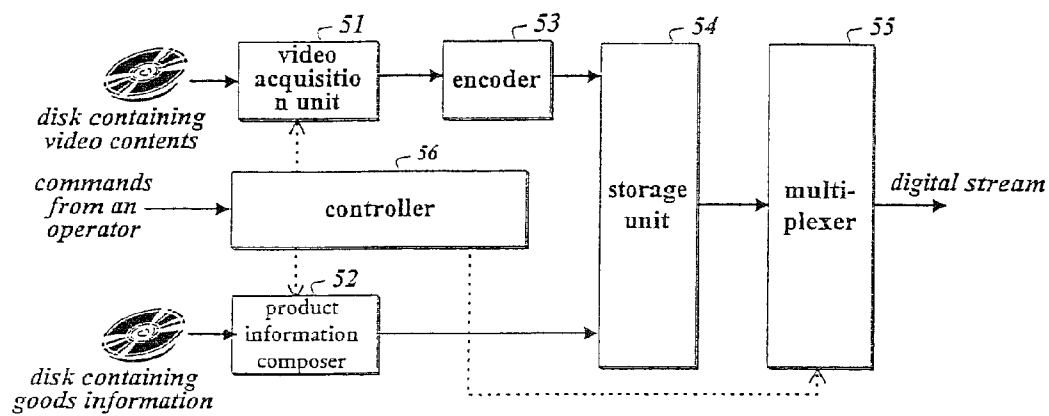 51
53
54
55
video
acquisitio
n unit
encoder
disk containing
video contents
56
commands
from an
operator
controller
storage
unit
multi-
plexer
digital stream
52
product
information
composer
disk containing
goods information